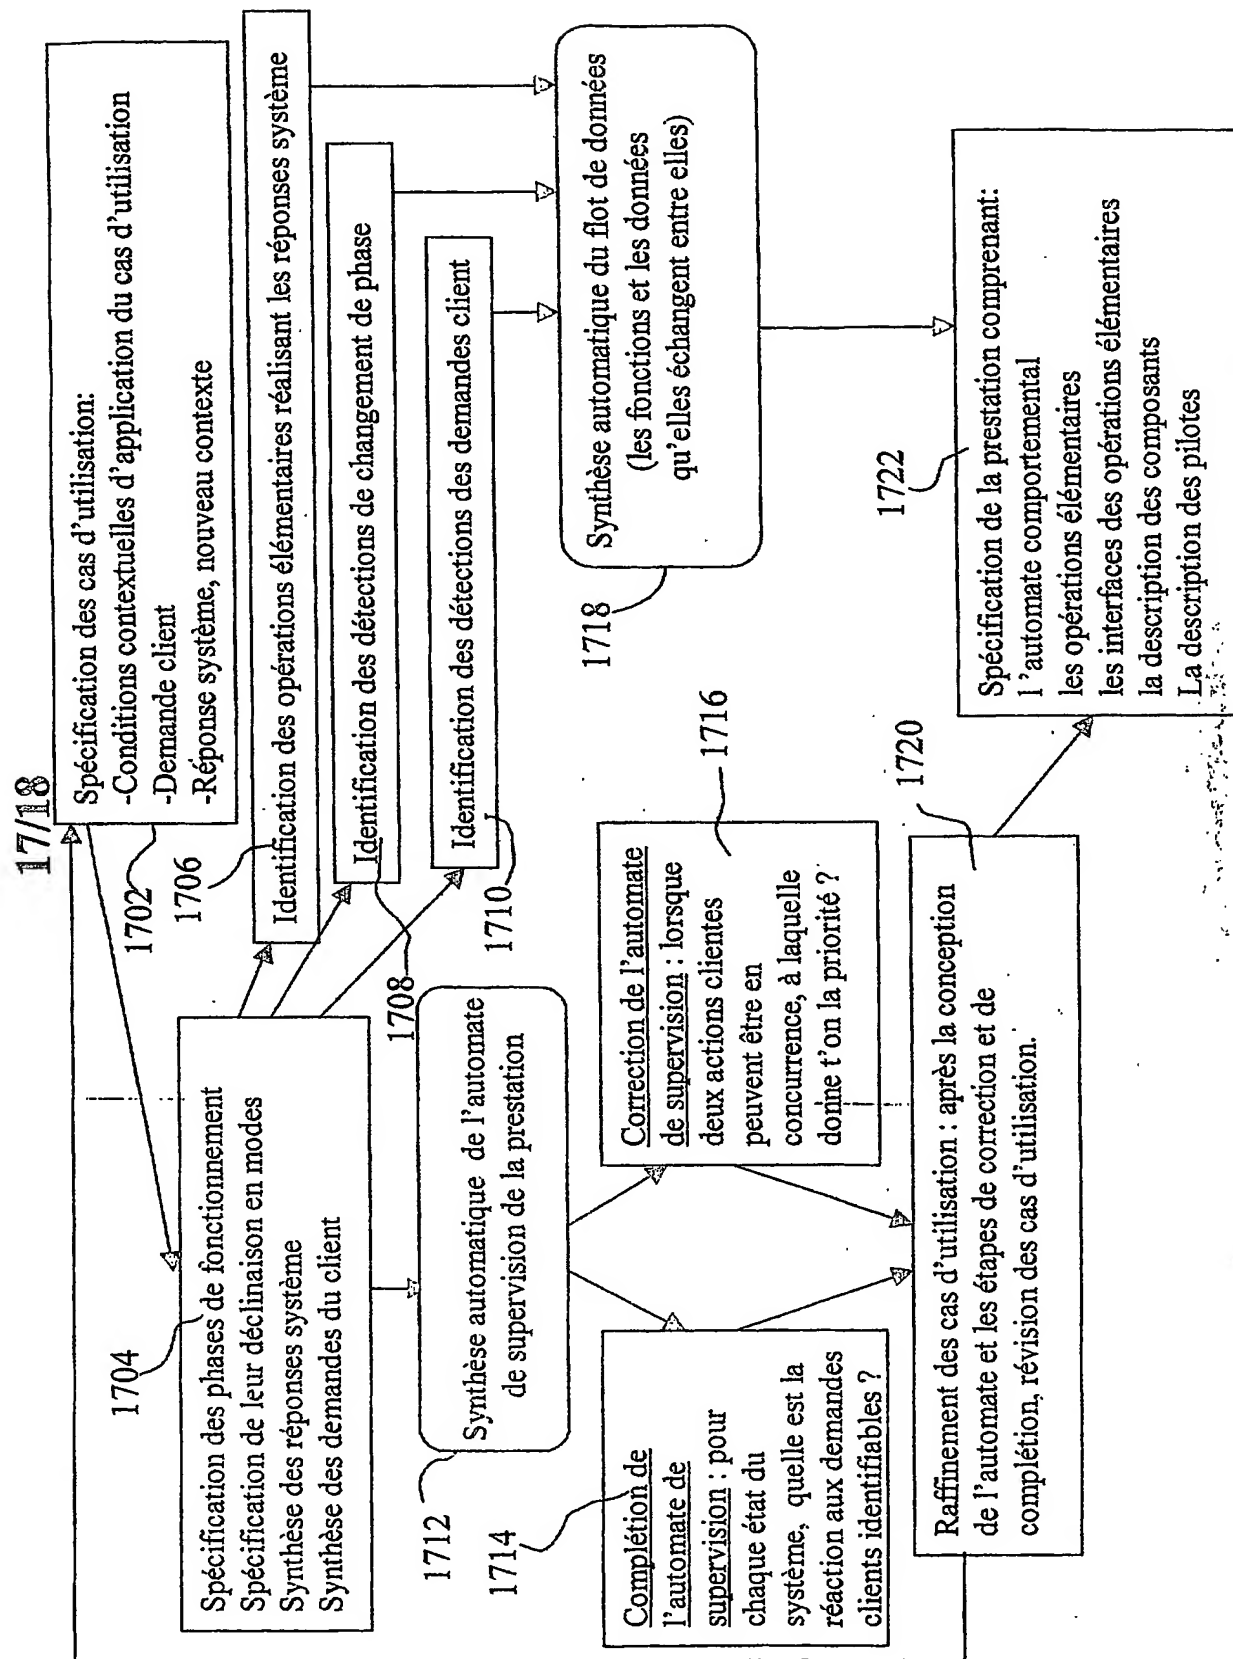 17/18
Spécification des cas d'utilisation:
-Conditions contextuelles d'application du cas d'utilisation
-Demande client
-Réponse système, nouveau contexte
1702
1704
Spécification des phases de fonctionnement
Spécification de leur déclinaison en modes
Synthèse des réponses système
Synthèse des demandes du client
1706
Identification des opérations élémentaires réalisant les réponses système
1708
Identification des détections de changement de phase
1710
Identification des détections des demandes client
1712
Synthèse automatique de l'automate
de supervision de la prestation
1718
Synthèse automatique du flot de données
(les fonctions et les données
qu'elles échangent entre elles)
1714
Complétion de
l'automate de
supervision : pour
chaque état du
système, quelle est la
réaction aux demandes
clients identifiables ?
1716
Correction de l'automate
de supervision : lorsque
deux actions clientes
peuvent être en
concurrence, à laquelle
donne t'on la priorité ?
1720
Raffinement des cas d'utilisation : après la conception
de l'automate et les étapes de correction et de
complétion, révision des cas d'utilisation.
1722
Spécification de la prestation comprenant:
l'automate comportemental
les opérations élémentaires
les interfaces des opérations élémentaires
la description des composants
La description des pilotes